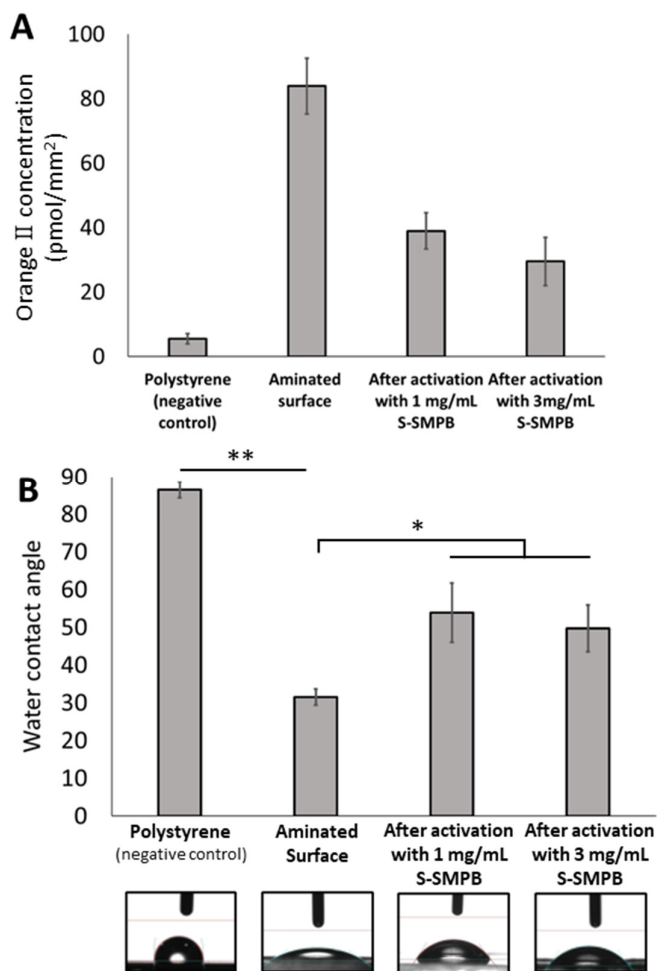 A
Orange II concentration
(pmol/mm²)
100
80
60
40
20
0
Polystyrene
(negative
control)
Aminated
surface
After activation
with 1 mg/mL
S-SMPB
After activation
with 3mg/mL
S-SMPB
B
Water contact angle
90
80
70
60
50
40
30
20
10
0
**
*
Polystyrene
(negative control)
Aminated
Surface
After activation
with 1 mg/mL
S-SMPB
After activation
with 3 mg/mL
S-SMPB